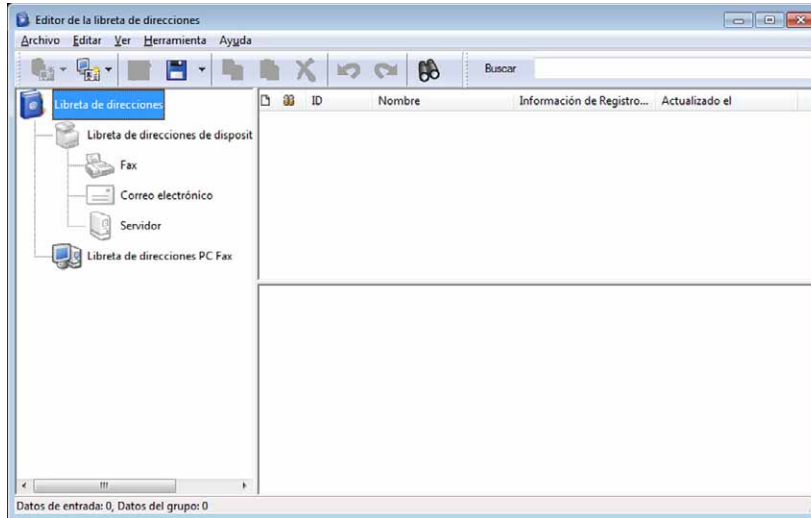 Editor de la libreta de direcciones
Archivo Editar Ver Herramienta Ayuda
Buscar
Libreta de direcciones
Libreta de direcciones de disposit
Fax
Correo electrónico
Servidor
Libreta de direcciones PC Fax
ID Nombre Información de Registro... Actualizado el
Datos de entrada: 0, Datos del grupo: 0